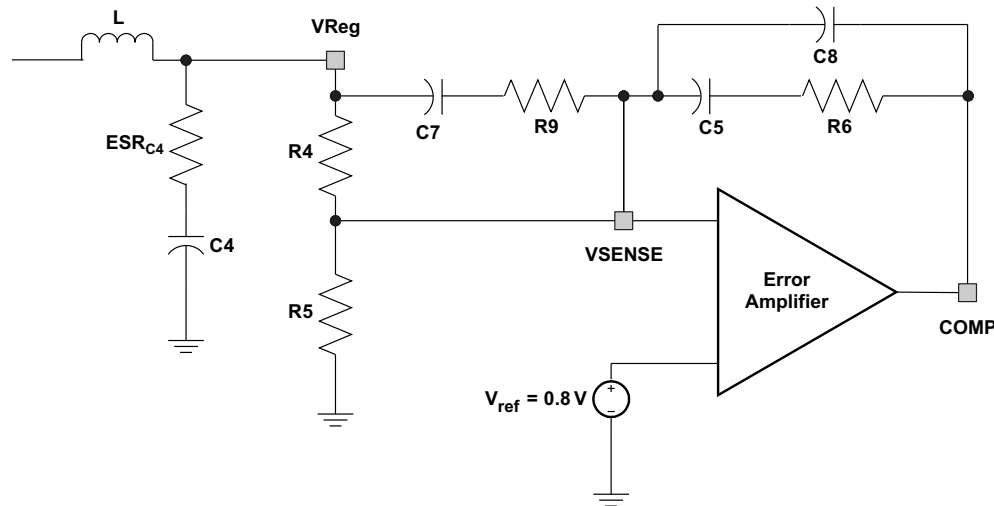 L
VReg
C8
C7
R9
C5
R6
ESRC4
R4
C4
VSENSE
Error
Amplifier
R5
COMP
Vref = 0.8 V
+
−